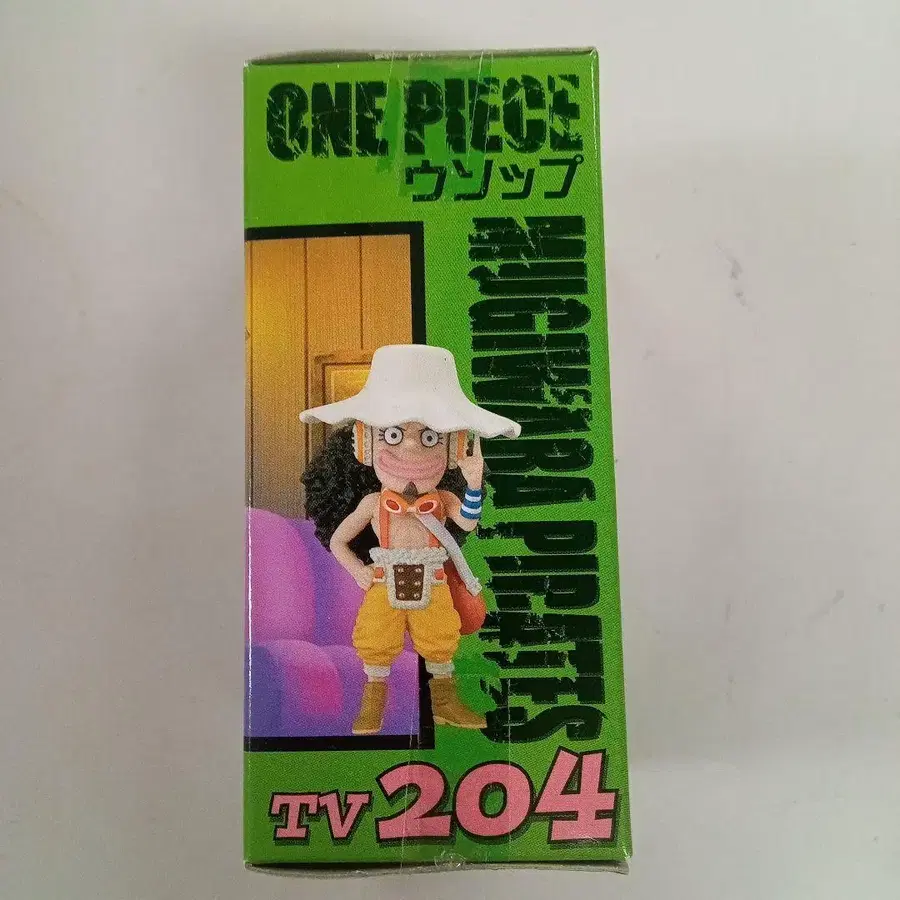 ONE PIECE
ウソップ
MUGIWARA PIRATES
TV204